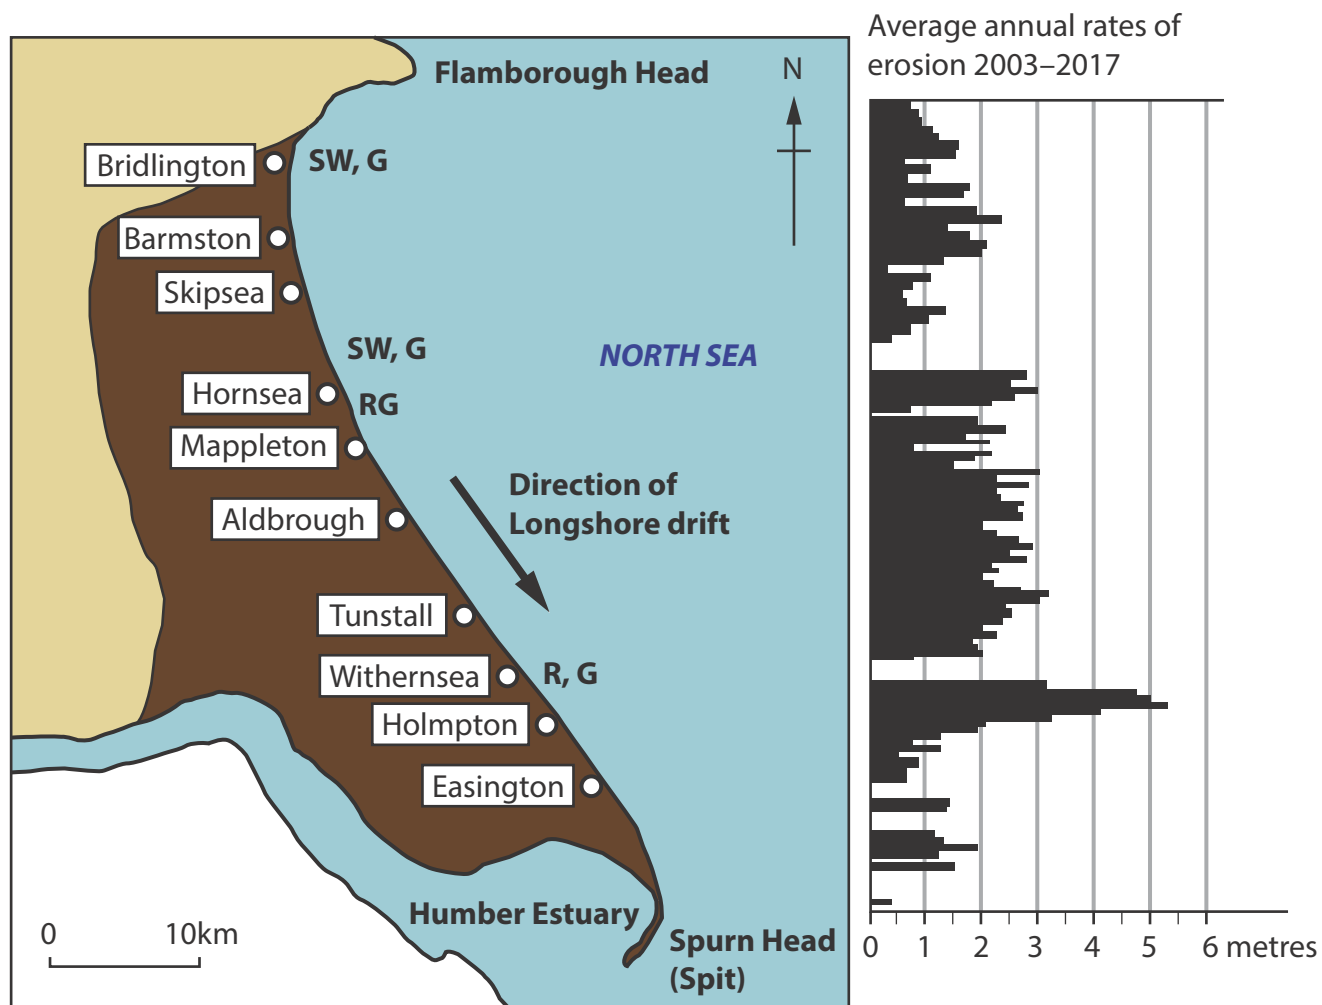 Average annual rates of
erosion 2003–2017
Flamborough Head
N
Bridlington
SW, G
Barmston
Skipsea
SW, G
NORTH SEA
Hornsea
RG
Mappleton
Direction of
Longshore drift
Aldbrough
Tunstall
Withernsea
R, G
Holmpton
Easington
Humber Estuary
Spurn Head
(Spit)
0 10km
0 1 2 3 4 5 6 metres